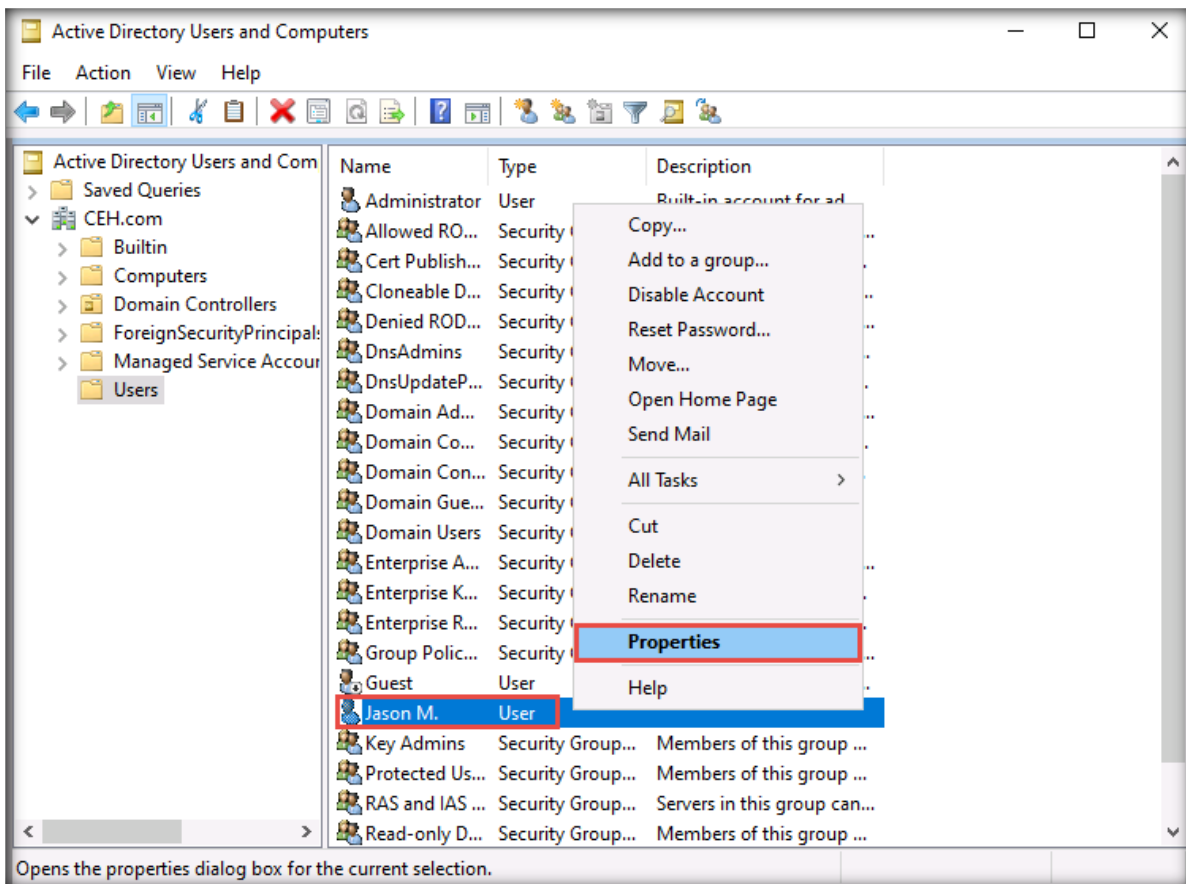 Active Directory Users and Computers
File Action View Help
Active Directory Users and Com
Saved Queries
CEH.com
Builtin
Computers
Domain Controllers
ForeignSecurityPrincipals
Managed Service Accour
Users
Name Type Description
Administrator User Built-in account for ad
Allowed RO... Security ...
Cert Publish... Security
Cloneable D... Security ...
Denied ROD... Security ...
DnsAdmins Security
DnsUpdateP... Security
Domain Ad... Security ...
Domain Co... Security
Domain Con... Security
Domain Gue... Security
Domain Users Security
Enterprise A... Security ...
Enterprise K... Security
Enterprise R... Security
Group Polic... Security ...
Guest User
Jason M. User
Key Admins Security Group... Members of this group ...
Protected Us... Security Group... Members of this group ...
RAS and IAS ... Security Group... Servers in this group can...
Read-only D... Security Group... Members of this group ...
Copy...
Add to a group...
Disable Account
Reset Password...
Move...
Open Home Page
Send Mail
All Tasks
Cut
Delete
Rename
Properties
Help
Opens the properties dialog box for the current selection.